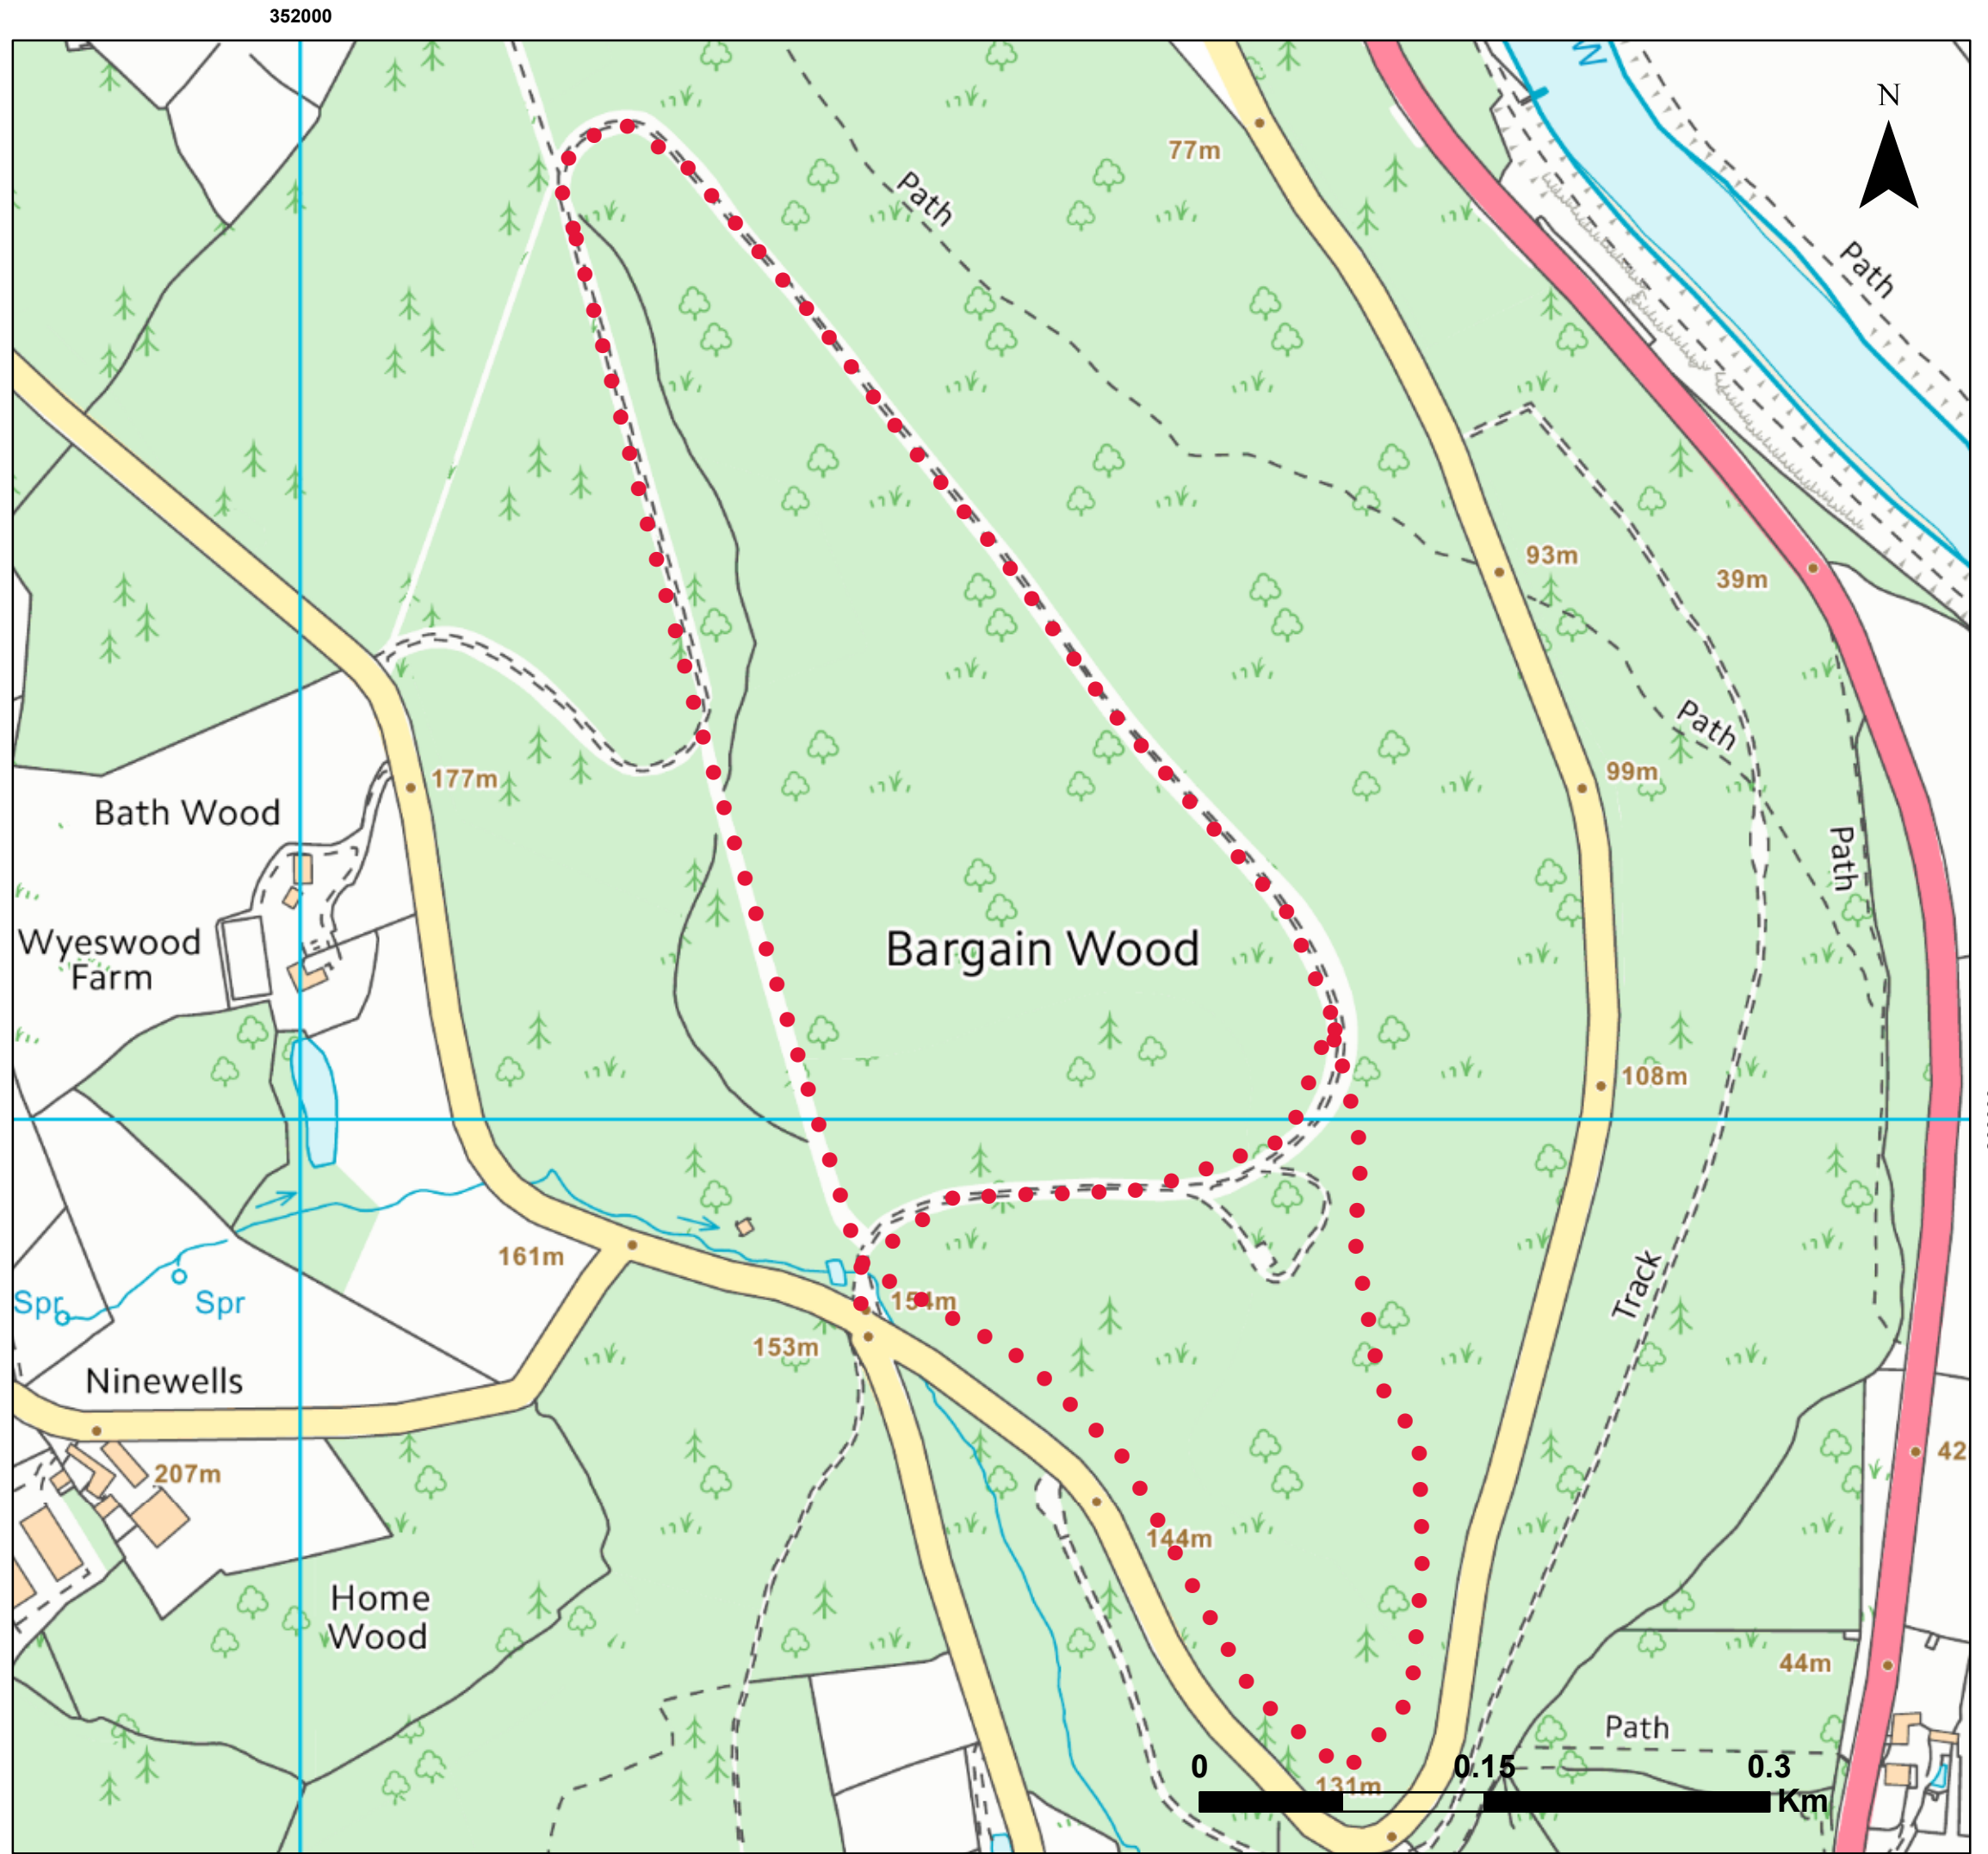 352000
W
N
77m
Path
Path
93m
39m
Path
99m
177m
Bath Wood
Path
Wyeswood
Farm
Bargain Wood
108m
161m
Spr
Spr
154m
Track
153m
Ninewells
42
207m
144m
Home
Wood
44m
Path
0
0.15
0.3
131m
Km